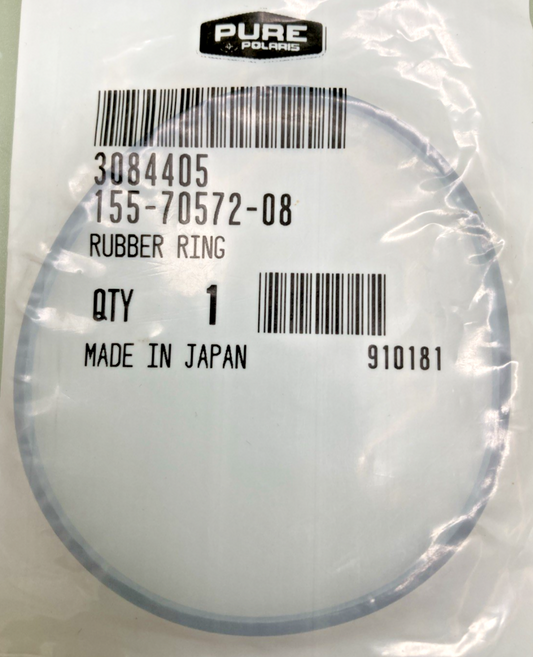 PURE
POLARIS
3084405
155-70572-08
RUBBER RING
QTY 1
MADE IN JAPAN 910181